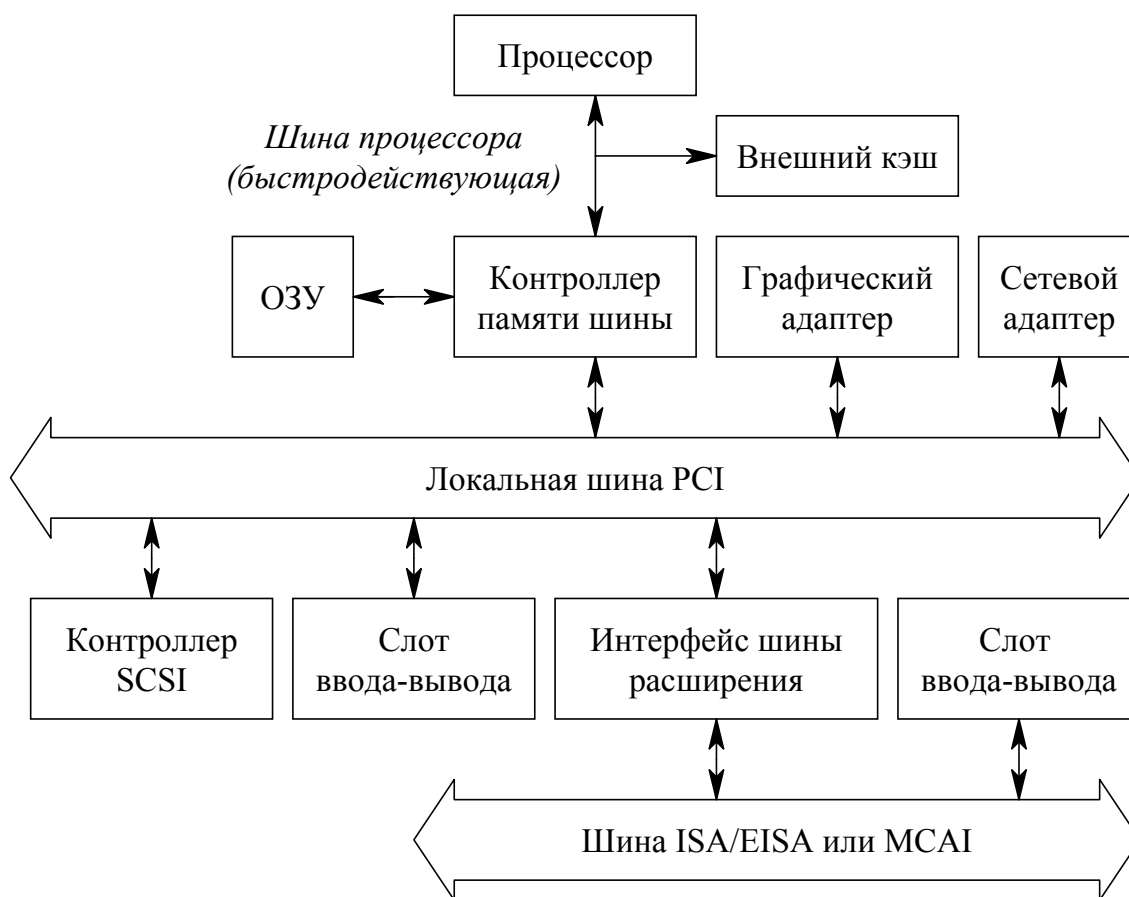 Процессор
Шина процессора
(быстродействующая)
Внешний кэш
ОЗУ
Контроллер
памяти шины
Графический
адаптер
Сетевой
адаптер
Локальная шина PCI
Контроллер
SCSI
Слот
ввода-вывода
Интерфейс шины
расширения
Слот
ввода-вывода
Шина ISA/EISA или MCAI